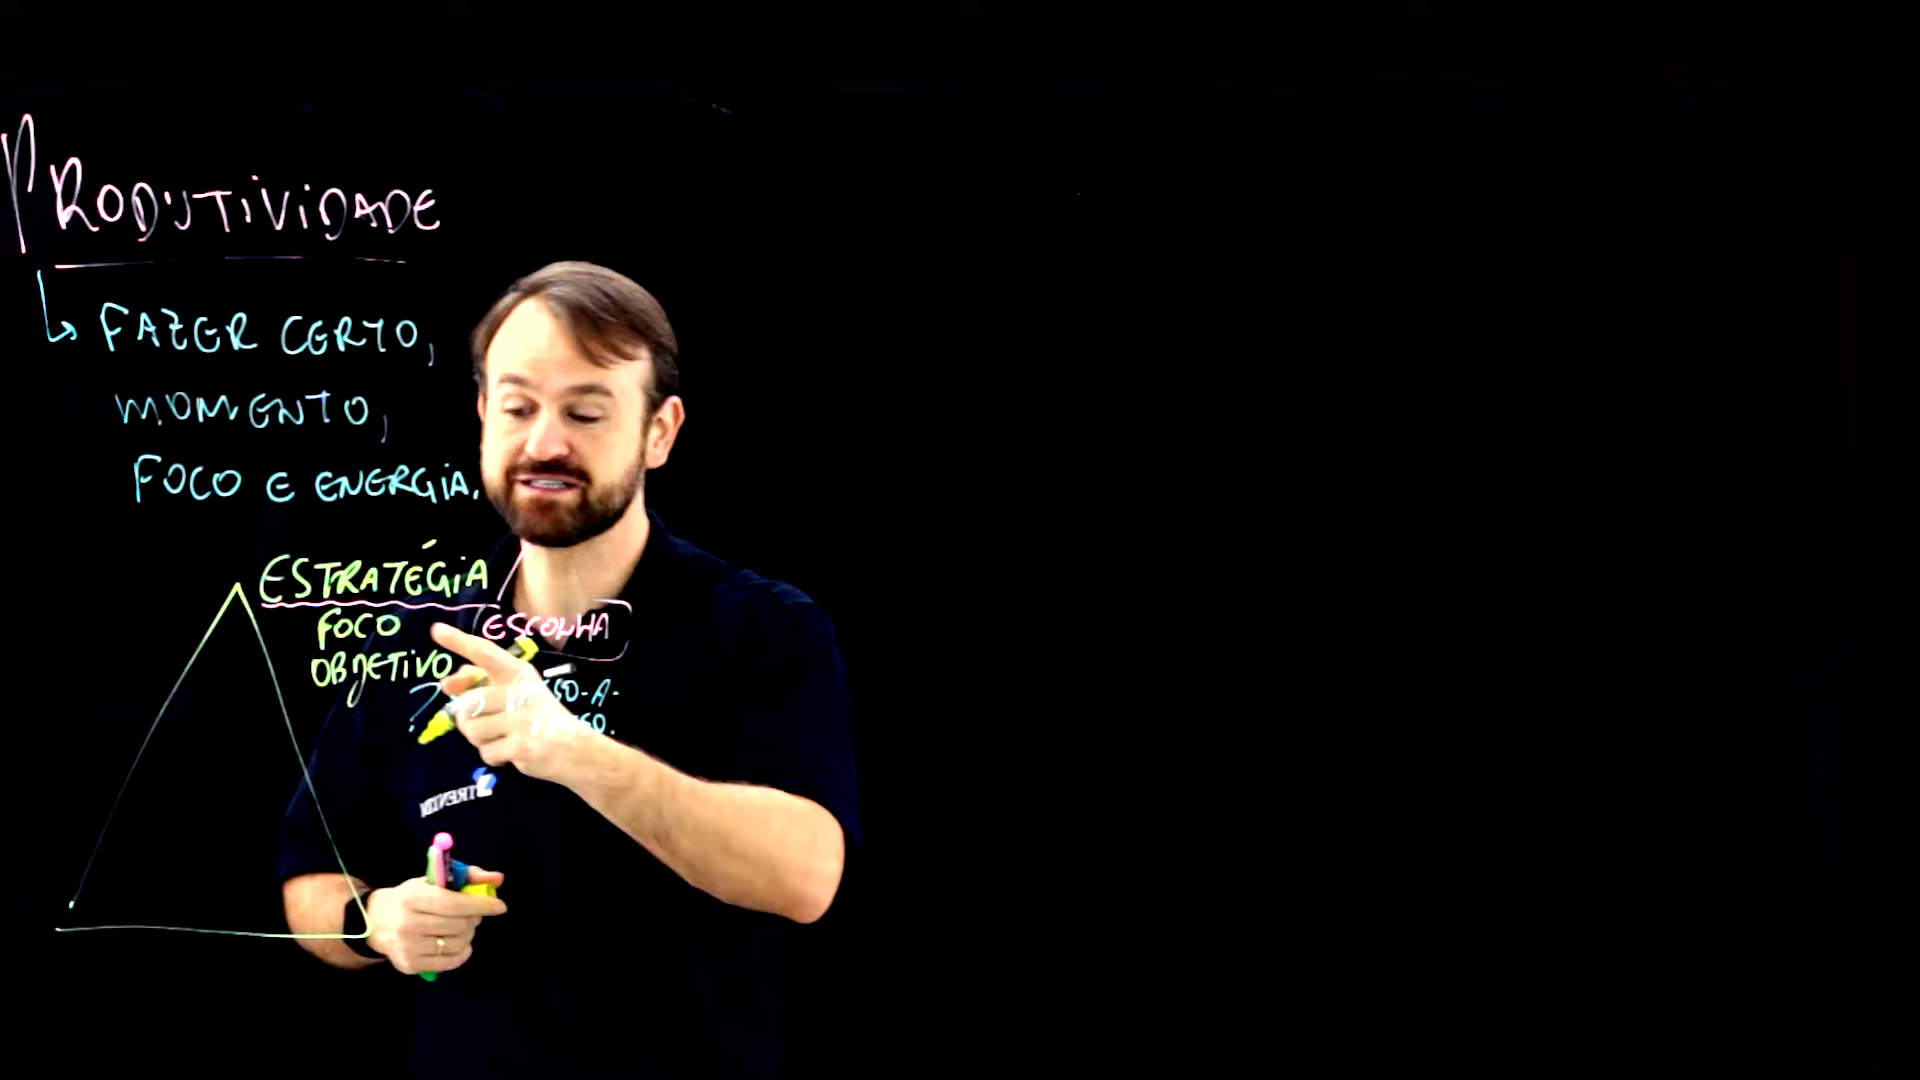 PRODUTIVIDADE
FAZER CERTO,
MOMENTO,
FOCO E ENERGIA.
ESTRATÉGIA
FOCO
OBJETIVO
ESCOLHA
?
-A-